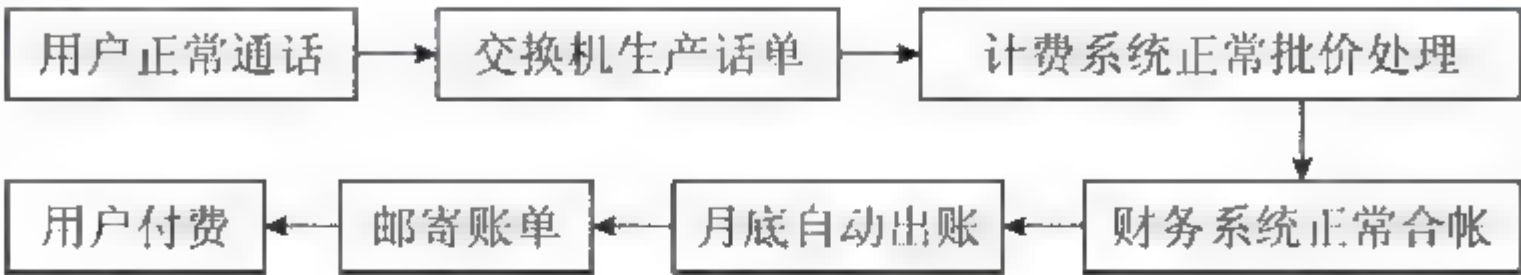 用户正常通话
交换机生产话单
计费系统正常批价处理
财务系统正常合帐
月底自动出账
邮寄账单
用户付费